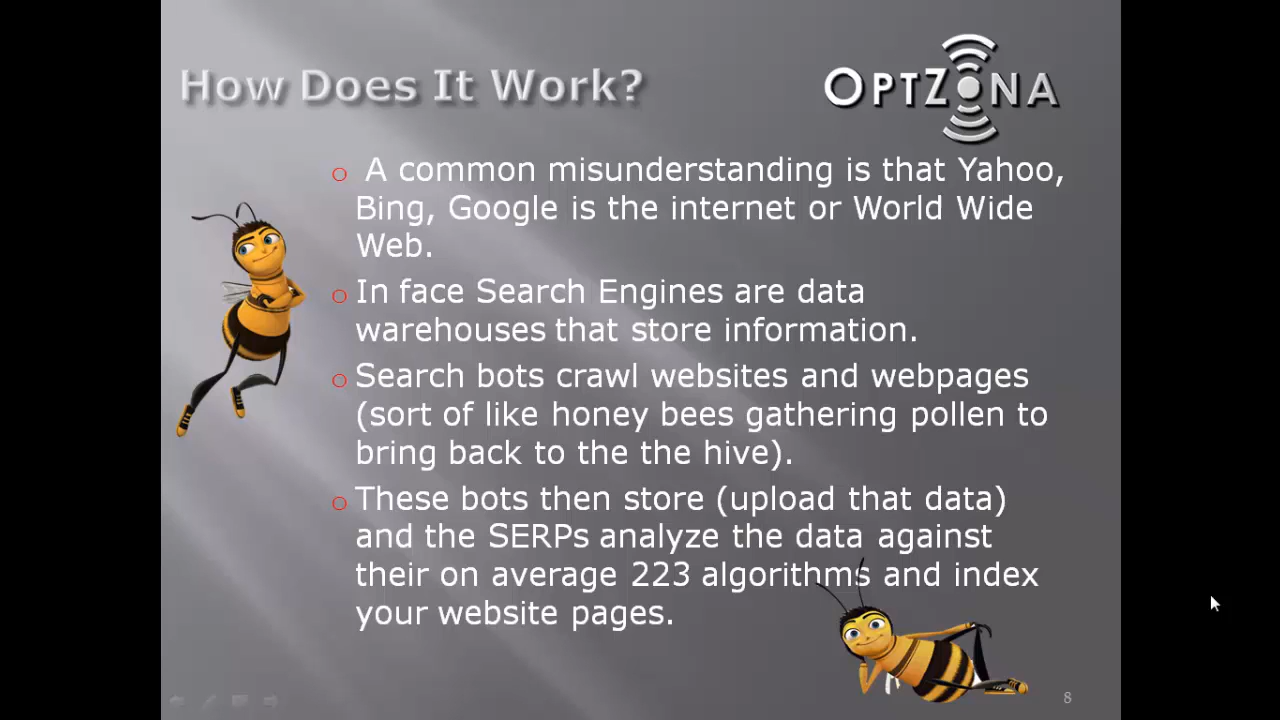 How Does It Work?
OPTZONA
o A common misunderstanding is that Yahoo,
Bing, Google is the internet or World Wide
Web.
o In face Search Engines are data
warehouses that store information.
o Search bots crawl websites and webpages
(sort of like honey bees gathering pollen to
bring back to the the hive).
o These bots then store (upload that data)
and the SERPs analyze the data against
their on average 223 algorithms and index
your website pages.
8